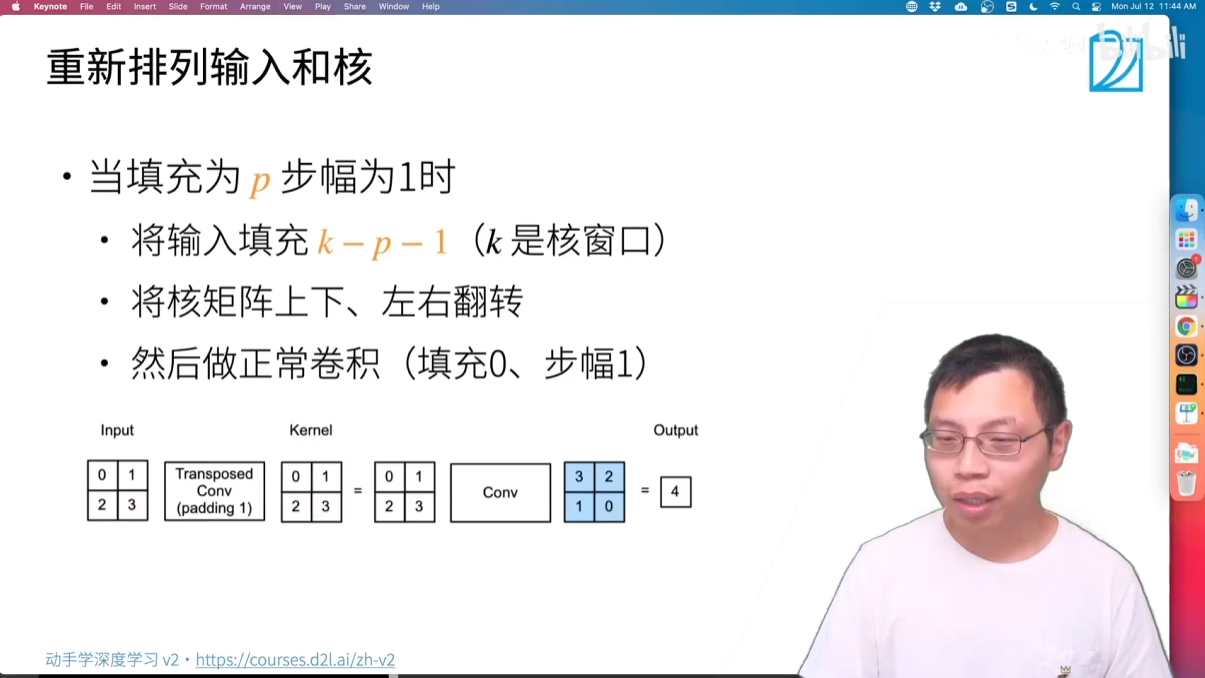 Keynote File Edit Insert Slide Format Arrange View Play Share Window Help Mon Jul 12 11:44 AM
重新排列输入和核
bilibili
• 当填充为 p 步幅为1时
• 将输入填充 k − p − 1（k 是核窗口）
• 将核矩阵上下、左右翻转
• 然后做正常卷积（填充0、步幅1）
Input Kernel Output
0 1 Transposed 0 1 0 1 3 2
Conv = Conv = 4
2 3 (padding 1) 2 3 2 3 1 0
动手学深度学习 v2 • https://courses.d2l.ai/zh-v2